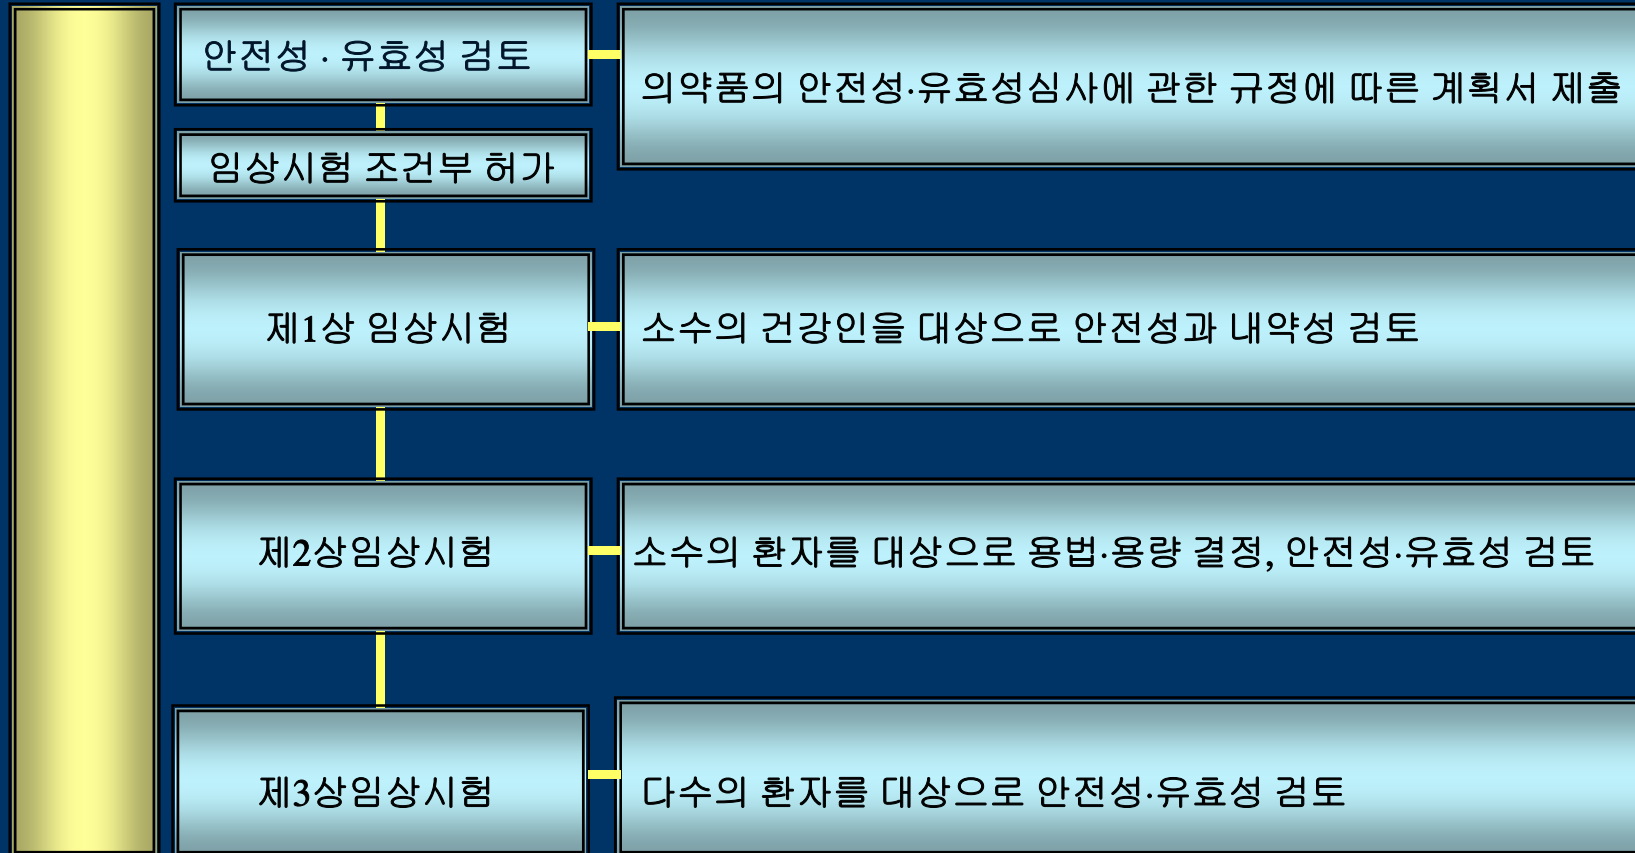 안전성 · 유효성 검토
의약품의 안전성·유효성심사에 관한 규정에 따른 계획서 제출
임상시험 조건부 허가
제1상 임상시험
소수의 건강인을 대상으로 안전성과 내약성 검토
제2상임상시험
소수의 환자를 대상으로 용법·용량 결정, 안전성·유효성 검토
제3상임상시험
다수의 환자를 대상으로 안전성·유효성 검토